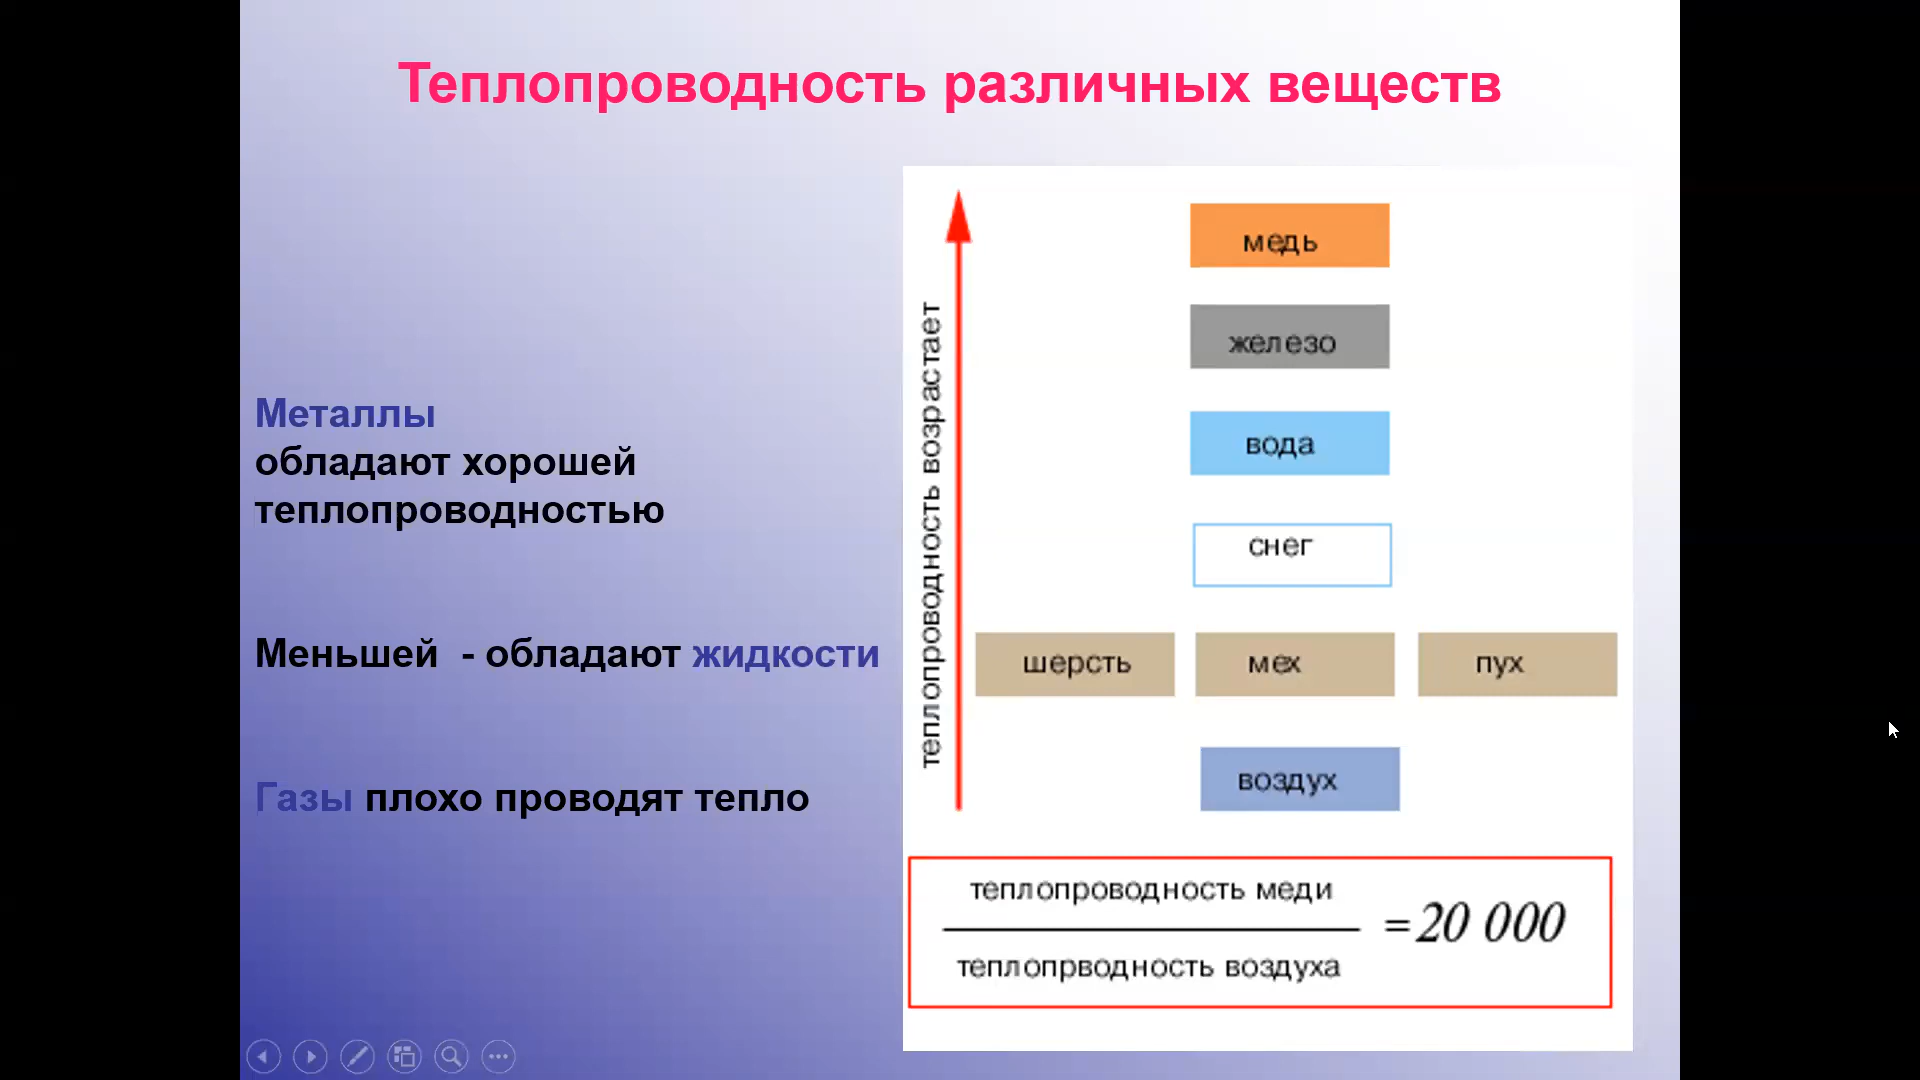 Теплопроводность различных веществ
Металлы
обладают хорошей
теплопроводностью
Меньшей - обладают жидкости
Газы плохо проводят тепло
теплопроводность возрастает
медь
железо
вода
снег
шерсть мех пух
воздух
теплопроводность меди
= 20 000
теплопрводность воздуха